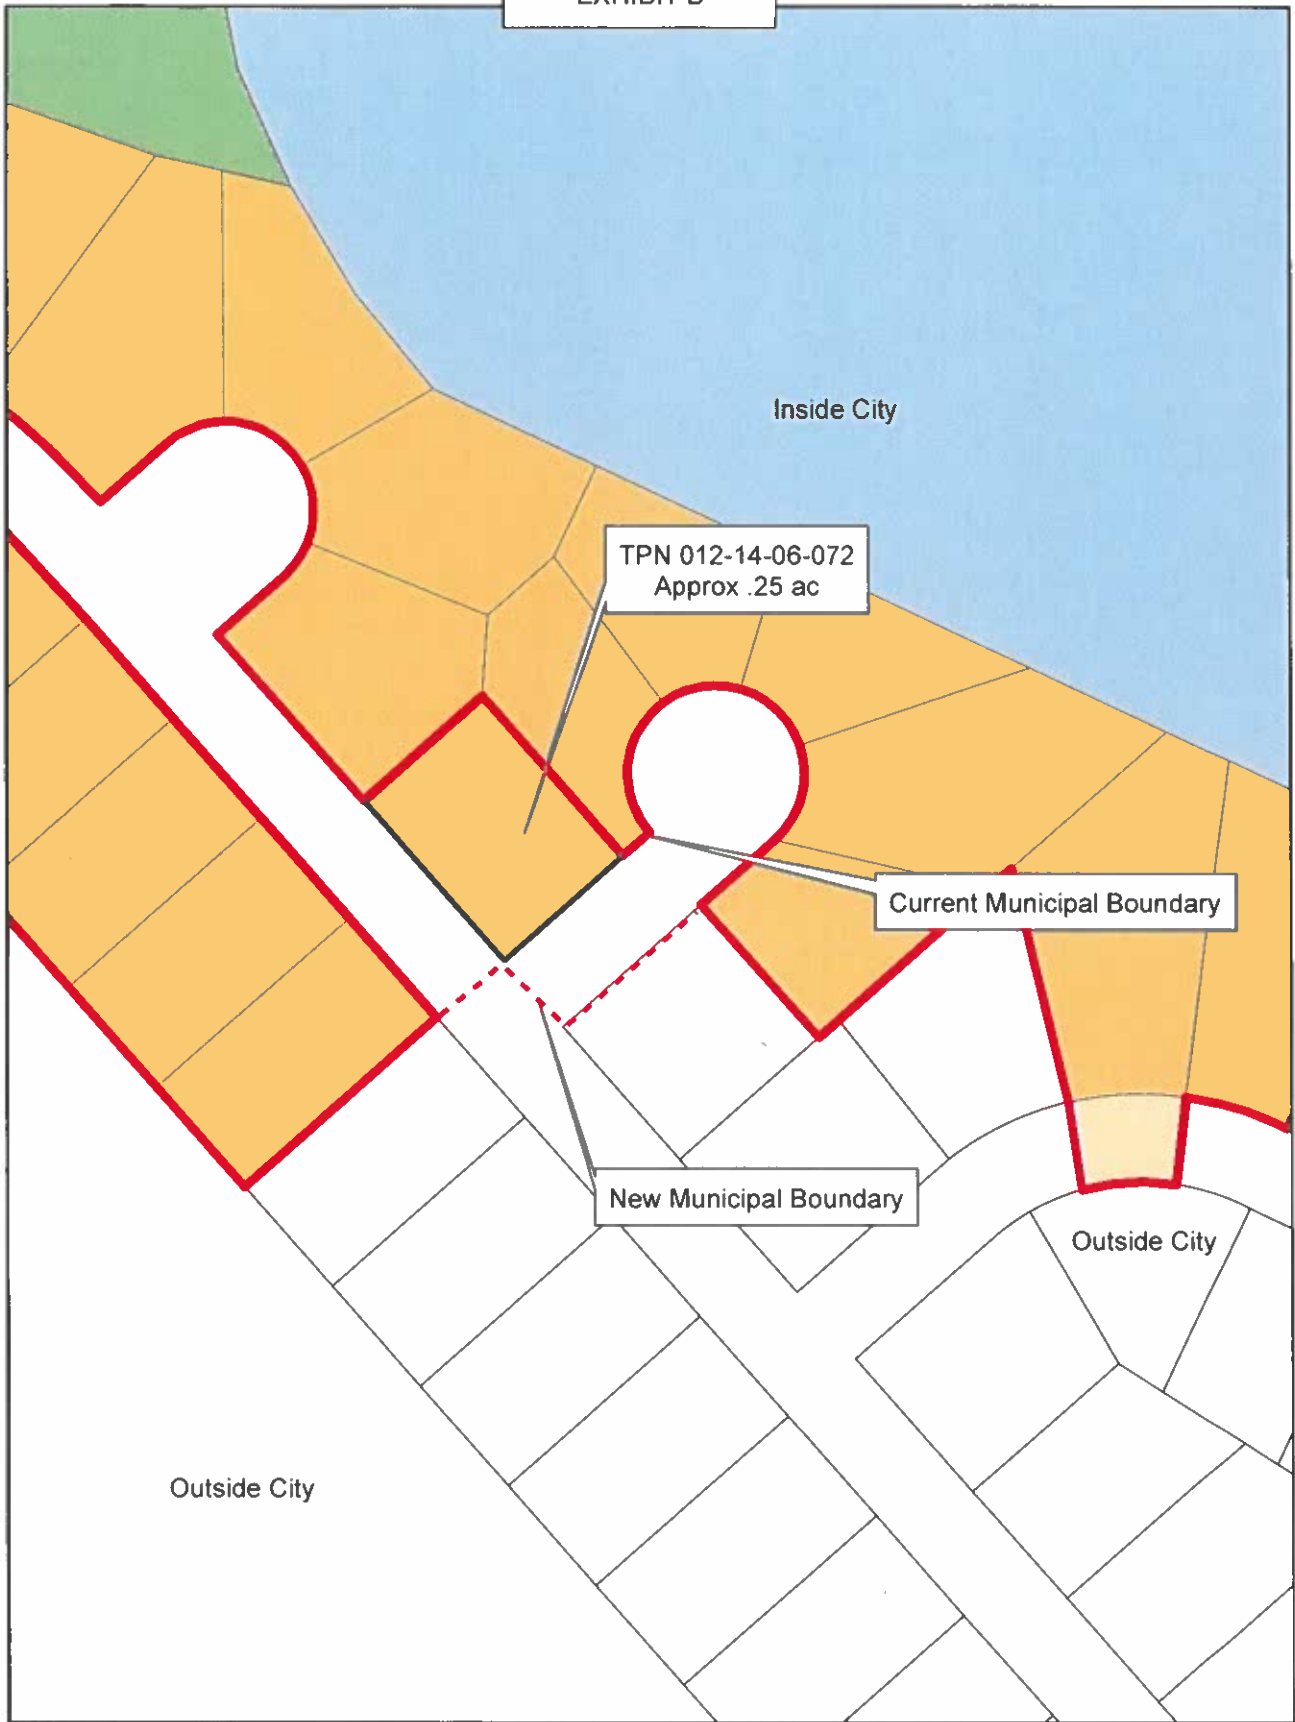 Inside City
TPN 012-14-06-072
Approx .25 ac
Current Municipal Boundary
New Municipal Boundary
Outside City
Outside City